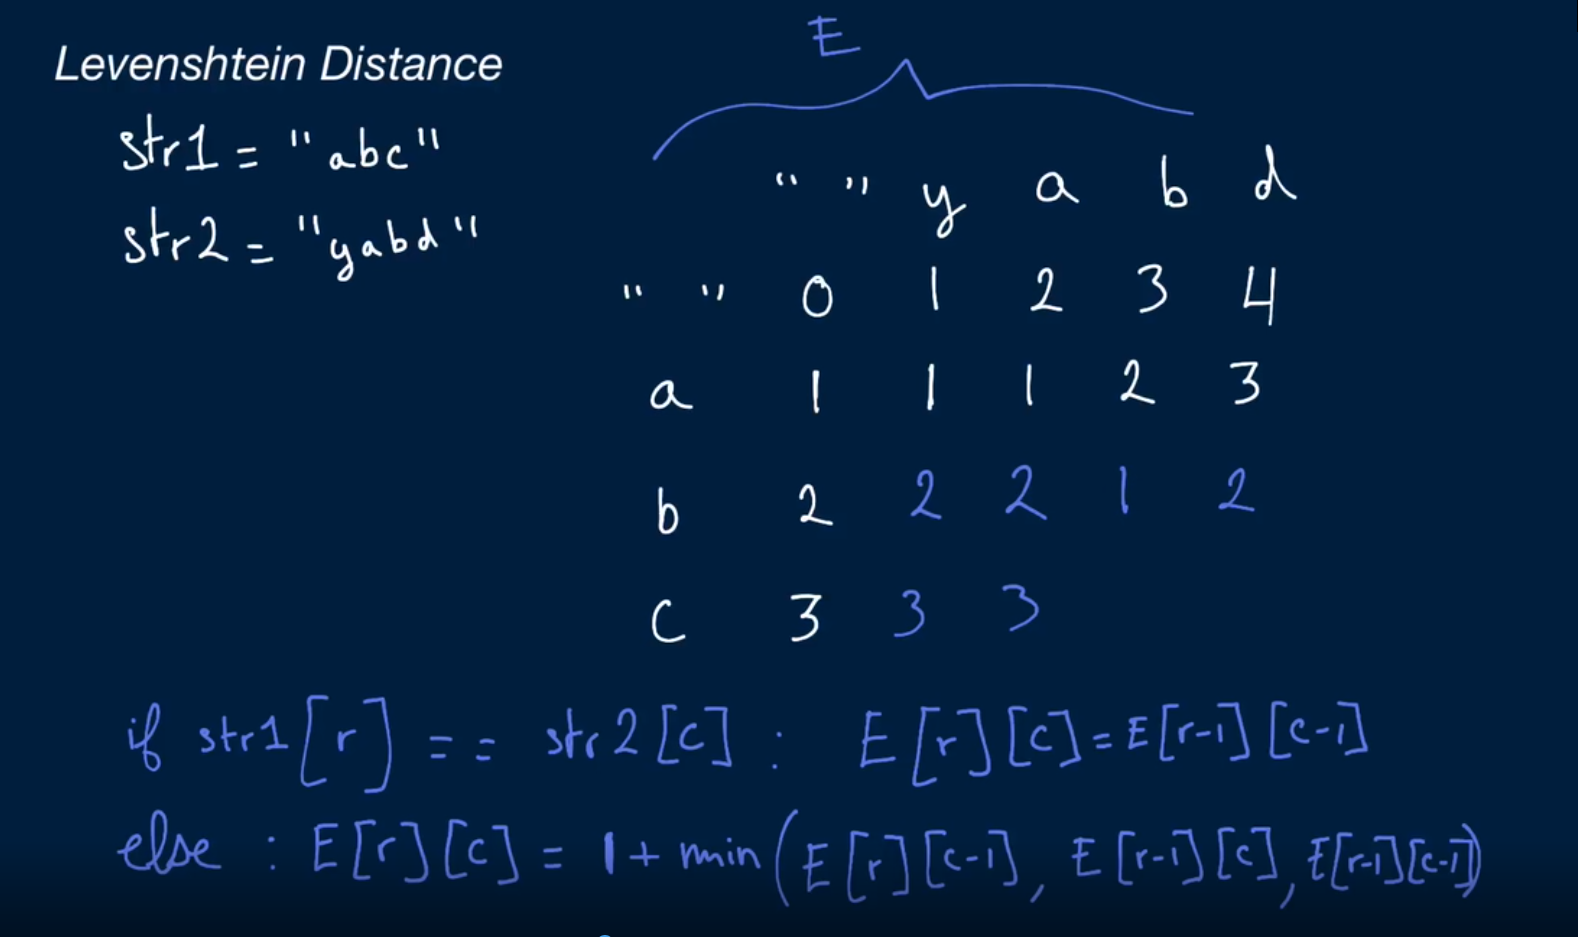 Levenshtein Distance
str1 = "abc"
str2 = "yabd"
E
" " y a b d
" " 0 1 2 3 4
a 1 1 1 2 3
b 2 2 2 1 2
c 3 3 3
if str1[r] == str2[c] : E[r][c] = E[r-1][c-1]
else : E[r][c] = 1 + min(E[r][c-1], E[r-1][c], E[r-1][c-1])